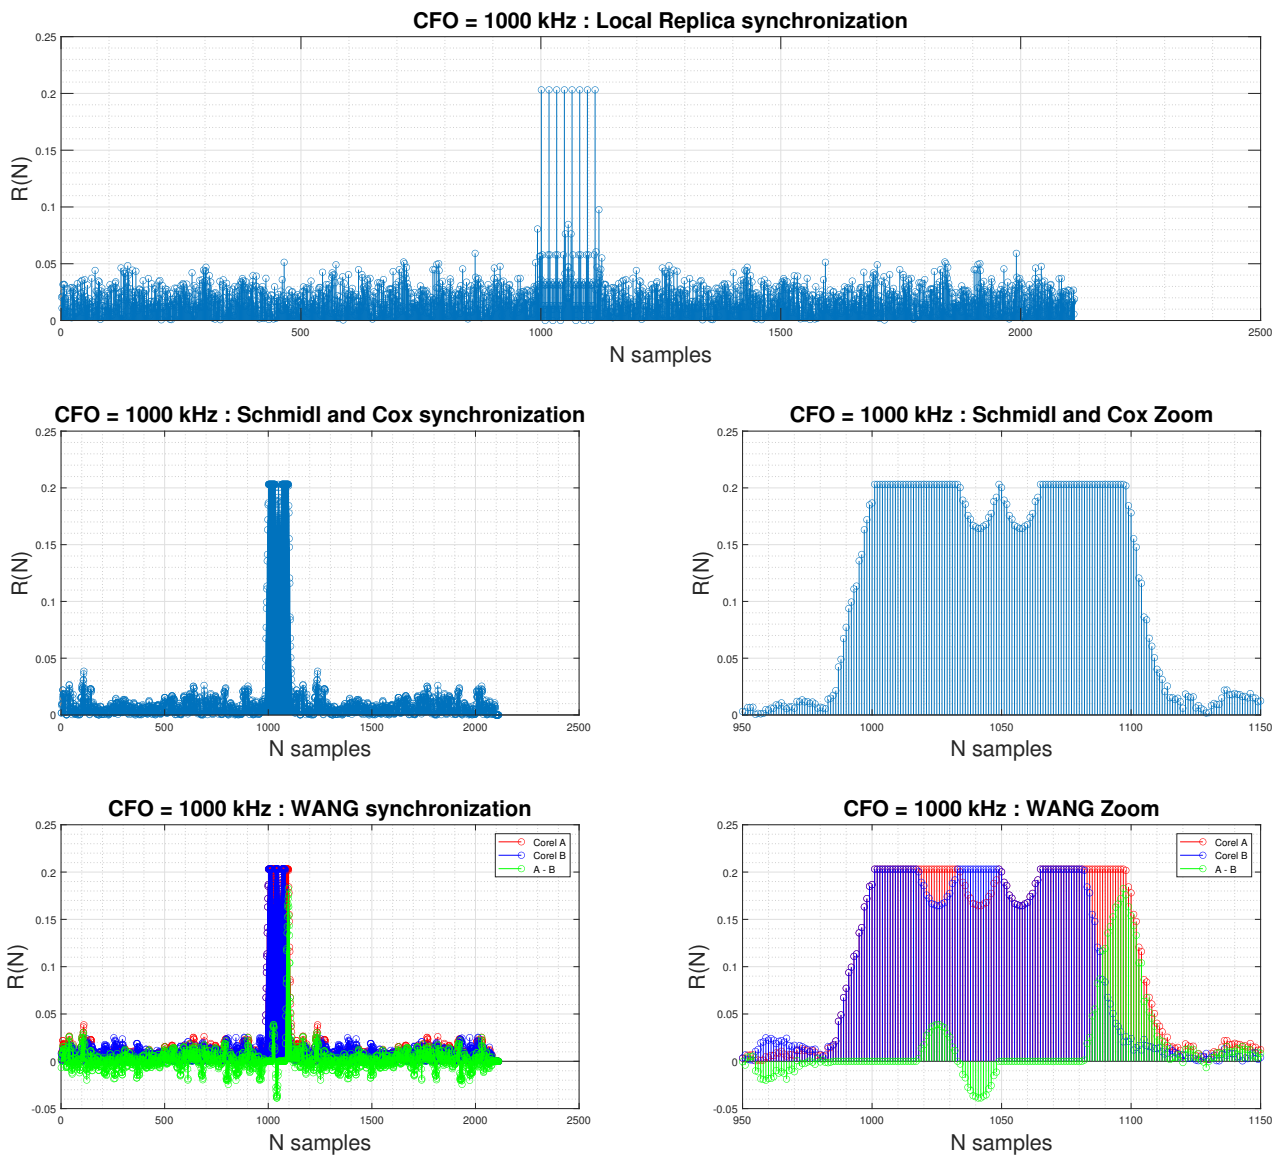 CFO = 1000 kHz : Local Replica synchronization
0.25
0.2
0.15
0.1
0.05
0
R(N)
0 500 1000 1500 2000 2500
N samples
CFO = 1000 kHz : Schmidl and Cox synchronization
0.25
0.2
0.15
0.1
0.05
0
R(N)
0 500 1000 1500 2000 2500
N samples
CFO = 1000 kHz : Schmidl and Cox Zoom
0.25
0.2
0.15
0.1
0.05
0
R(N)
950 1000 1050 1100 1150
N samples
CFO = 1000 kHz : WANG synchronization
0.25
0.2
0.15
0.1
0.05
0
-0.05
R(N)
Corel A
Corel B
A - B
0 500 1000 1500 2000 2500
N samples
CFO = 1000 kHz : WANG Zoom
0.25
0.2
0.15
0.1
0.05
0
-0.05
R(N)
Corel A
Corel B
A - B
950 1000 1050 1100 1150
N samples